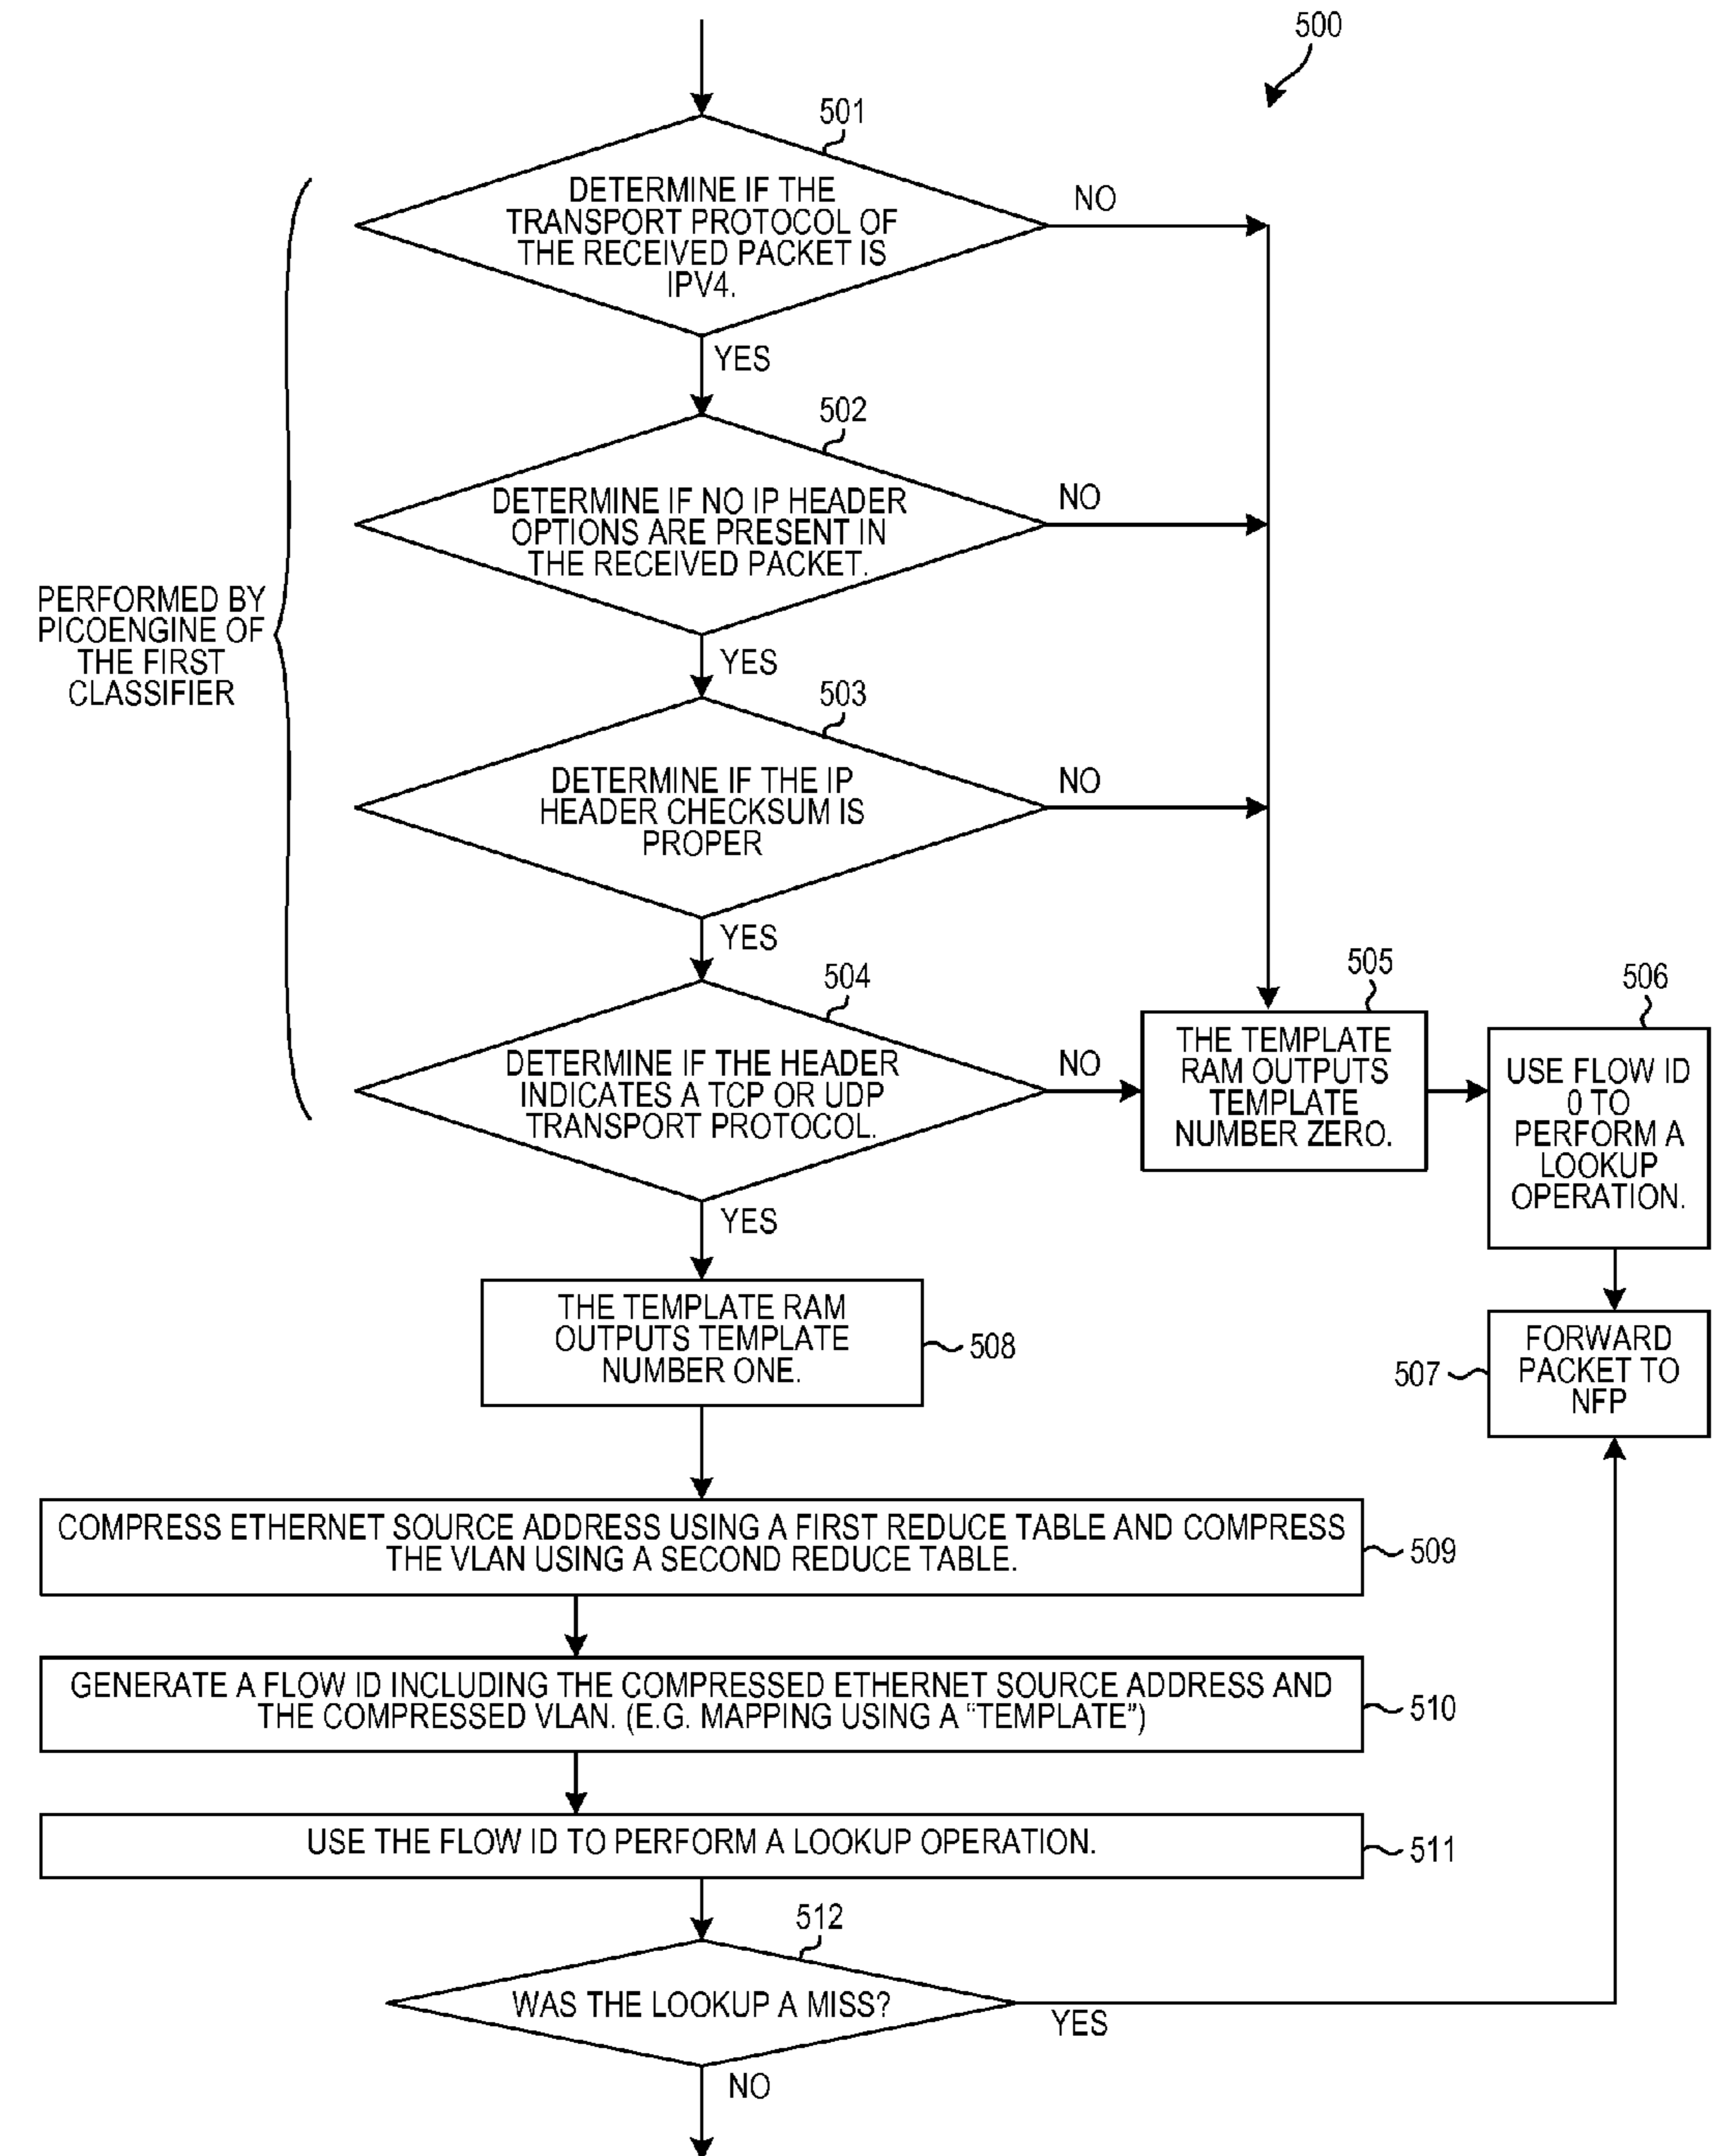 500
501
DETERMINE IF THE
TRANSPORT PROTOCOL OF
THE RECEIVED PACKET IS
IPV4.
NO
YES
502
DETERMINE IF NO IP HEADER
OPTIONS ARE PRESENT IN
THE RECEIVED PACKET.
NO
YES
PERFORMED BY
PICOENGINE OF
THE FIRST
CLASSIFIER
503
DETERMINE IF THE IP
HEADER CHECKSUM IS
PROPER
NO
YES
504
DETERMINE IF THE HEADER
INDICATES A TCP OR UDP
TRANSPORT PROTOCOL.
NO
YES
505
THE TEMPLATE
RAM OUTPUTS
TEMPLATE
NUMBER ZERO.
506
USE FLOW ID
0 TO
PERFORM A
LOOKUP
OPERATION.
507
FORWARD
PACKET TO
NFP
THE TEMPLATE RAM
OUTPUTS TEMPLATE
NUMBER ONE.
508
COMPRESS ETHERNET SOURCE ADDRESS USING A FIRST REDUCE TABLE AND COMPRESS
THE VLAN USING A SECOND REDUCE TABLE.
509
GENERATE A FLOW ID INCLUDING THE COMPRESSED ETHERNET SOURCE ADDRESS AND
THE COMPRESSED VLAN. (E.G. MAPPING USING A “TEMPLATE”)
510
USE THE FLOW ID TO PERFORM A LOOKUP OPERATION.
511
512
WAS THE LOOKUP A MISS?
YES
NO